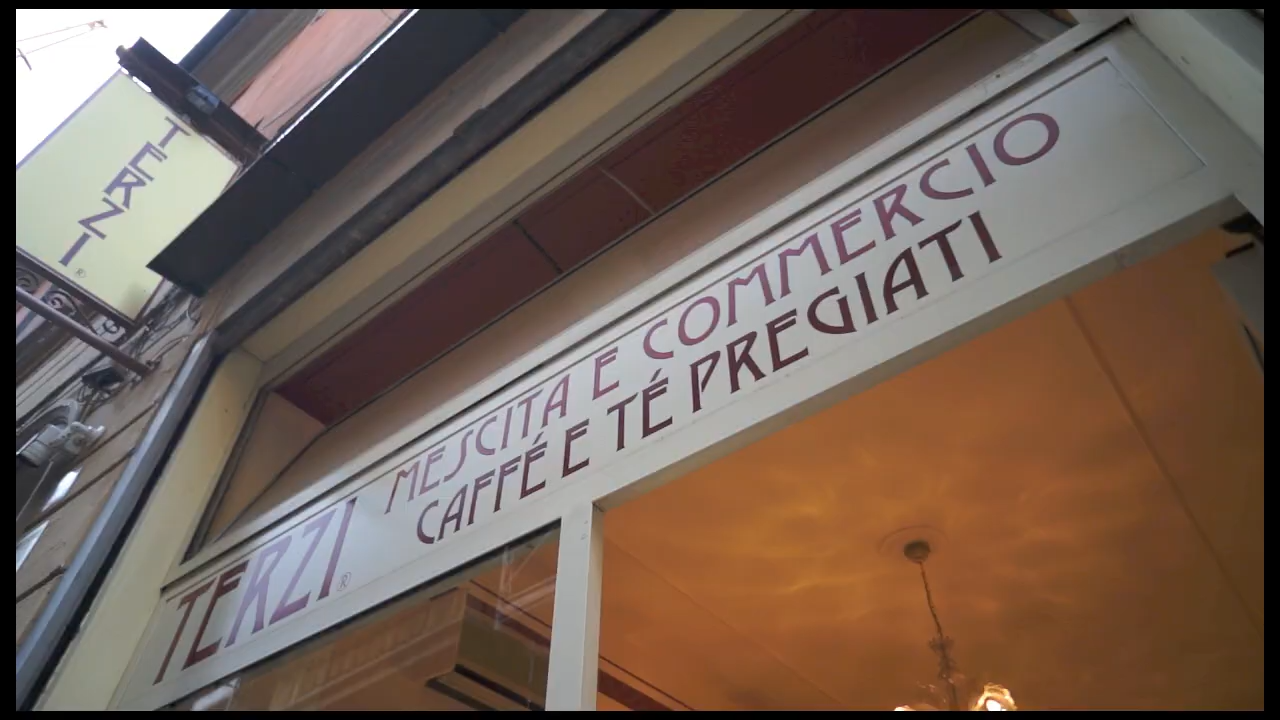 TERZI®
TERZI®
MESCITA E COMMERCIO
CAFFÉ E TÉ PREGIATI